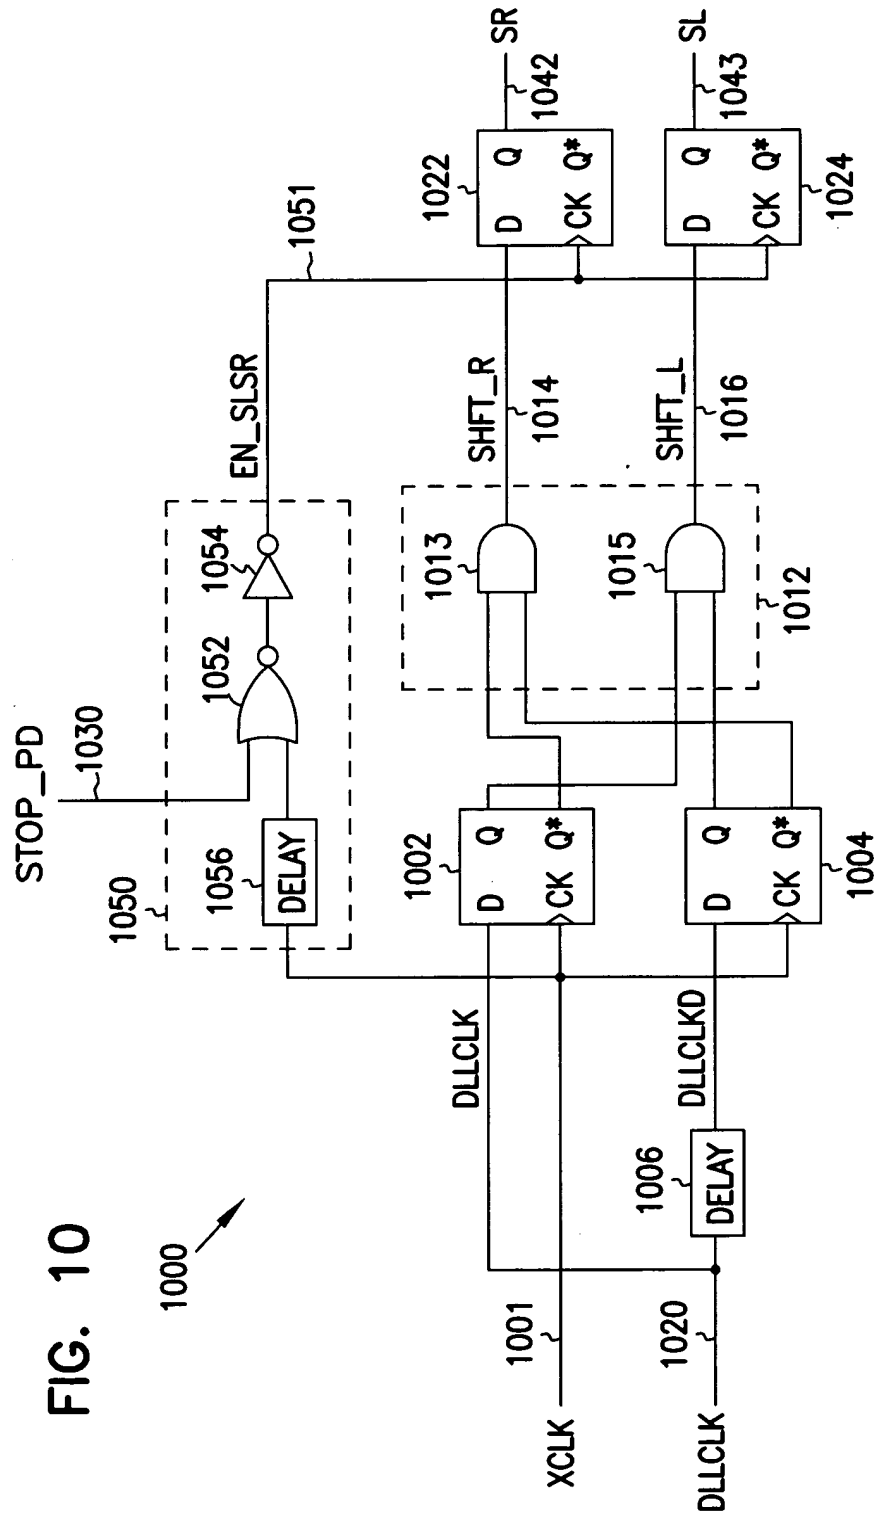 FIG. 10
1000
STOP_PD
1030
1050
1056
DELAY
1052
1054
EN_SLSR
1051
DLLCLK
1002
D Q
CK Q*
1013
SHFT_R
1014
1022
D Q
CK Q*
SR
1042
XCLK
1001
DLLCLK
1020
1006
DELAY
DLLCLKD
D Q
CK Q*
1004
1015
1012
SHFT_L
1016
D Q
CK Q*
1024
SL
1043